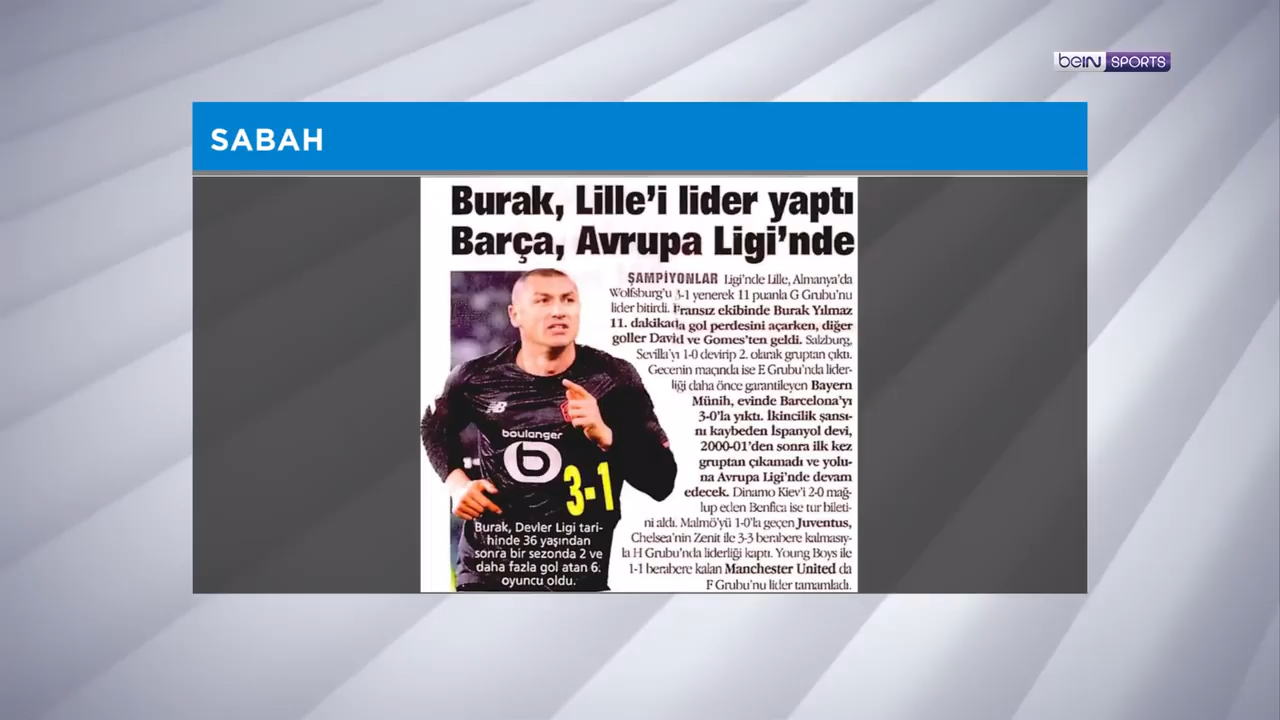 beIN SPORTS
SABAH
Burak, Lille’i lider yaptı
Barça, Avrupa Ligi’nde
ŞAMPİYONLAR Ligi’nde Lille, Almanya’da
Wolfsburg’u 3-1 yenerek 11 puanla G Grubu’nu
lider bitirdi. Fransız ekibinde Burak Yılmaz
11. dakikada gol perdesini açarken, diğer
goller David ve Gomes’ten geldi. Salzburg,
Sevilla’yı 1-0 devirip 2. olarak gruptan çıktı.
Gecenin maçında ise E Grubu’nda lider-
liği daha önce garantileyen Bayern
Münih, evinde Barcelona’yı
3-0’la yıktı. İkincilik şansı-
nı kaybeden İspanyol devi,
2000-01’den sonra ilk kez
gruptan çıkamadı ve yolu-
na Avrupa Ligi’nde devam
edecek. Dinamo Kiev’i 2-0 mağ-
lup eden Benfica ise tur bileti-
ni aldı. Malmö’yü 1-0’la geçen Juventus,
Chelsea’nin Zenit ile 3-3 berabere kalmasıy-
la H Grubu’nda liderliği kaptı. Young Boys ile
1-1 berabere kalan Manchester United da
F Grubu’nu lider tamamladı.
NB
boulanger
3-1
Burak, Devler Ligi tari-
hinde 36 yaşından
sonra bir sezonda 2 ve
daha fazla gol atan 6.
oyuncu oldu.